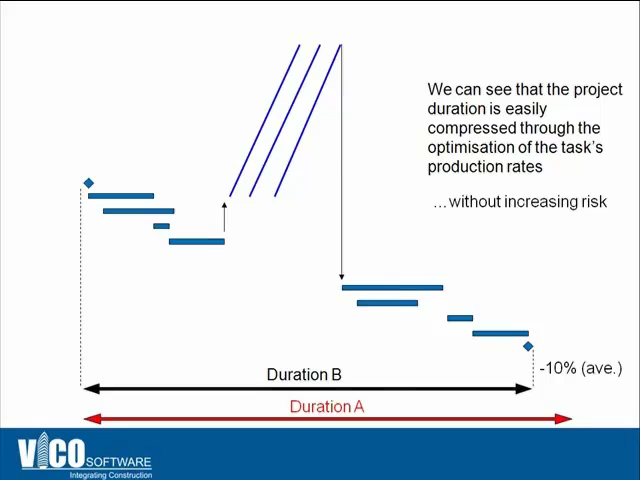 We can see that the project
duration is easily
compressed through the
optimisation of the task's
production rates
…without increasing risk
-10% (ave.)
Duration B
Duration A
VICO SOFTWARE
Integrating Construction